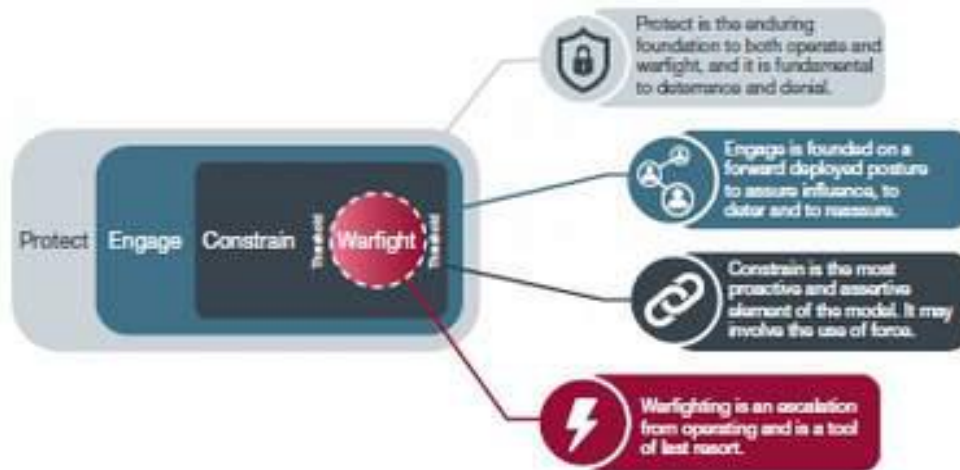 Protect is the enduring
foundation to both operate and
warfight, and it is fundamental
to deterrence and denial.
Engage is founded on a
forward deployed posture
to assure influence, to
deter and to reassure.
Protect
Engage
Constrain
Threshold
Warfight
Threshold
Constrain is the most
proactive and assertive
element of the model. It may
involve the use of force.
Warfighting is an escalation
from operating and is a tool
of last resort.